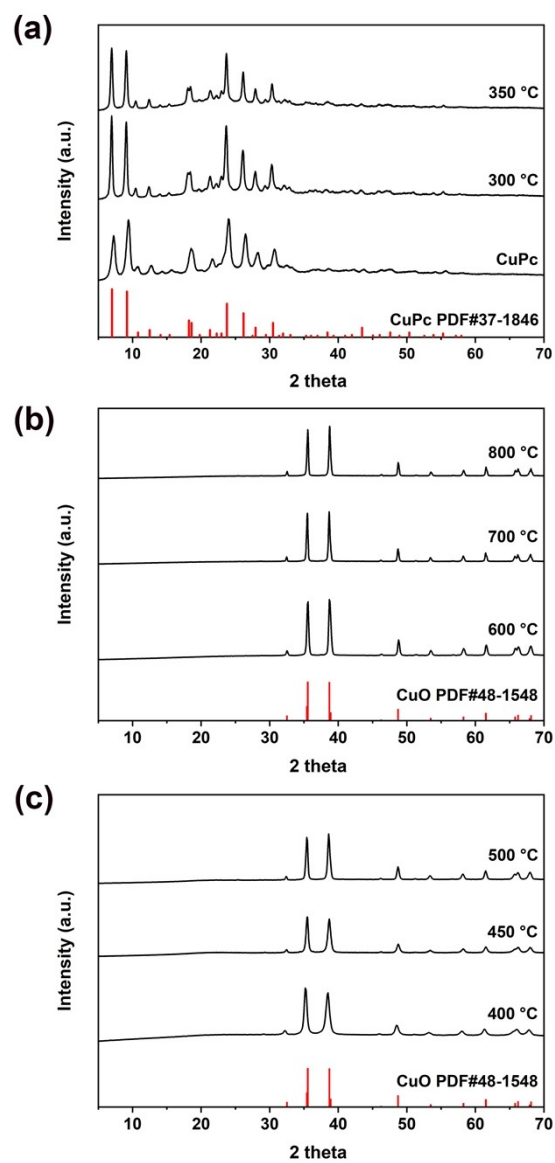 (a)
Intensity (a.u.)
350 °C
300 °C
CuPc
CuPc PDF#37-1846
10 20 30 40 50 60 70
2 theta
(b)
Intensity (a.u.)
800 °C
700 °C
600 °C
CuO PDF#48-1548
10 20 30 40 50 60 70
2 theta
(c)
Intensity (a.u.)
500 °C
450 °C
400 °C
CuO PDF#48-1548
10 20 30 40 50 60 70
2 theta